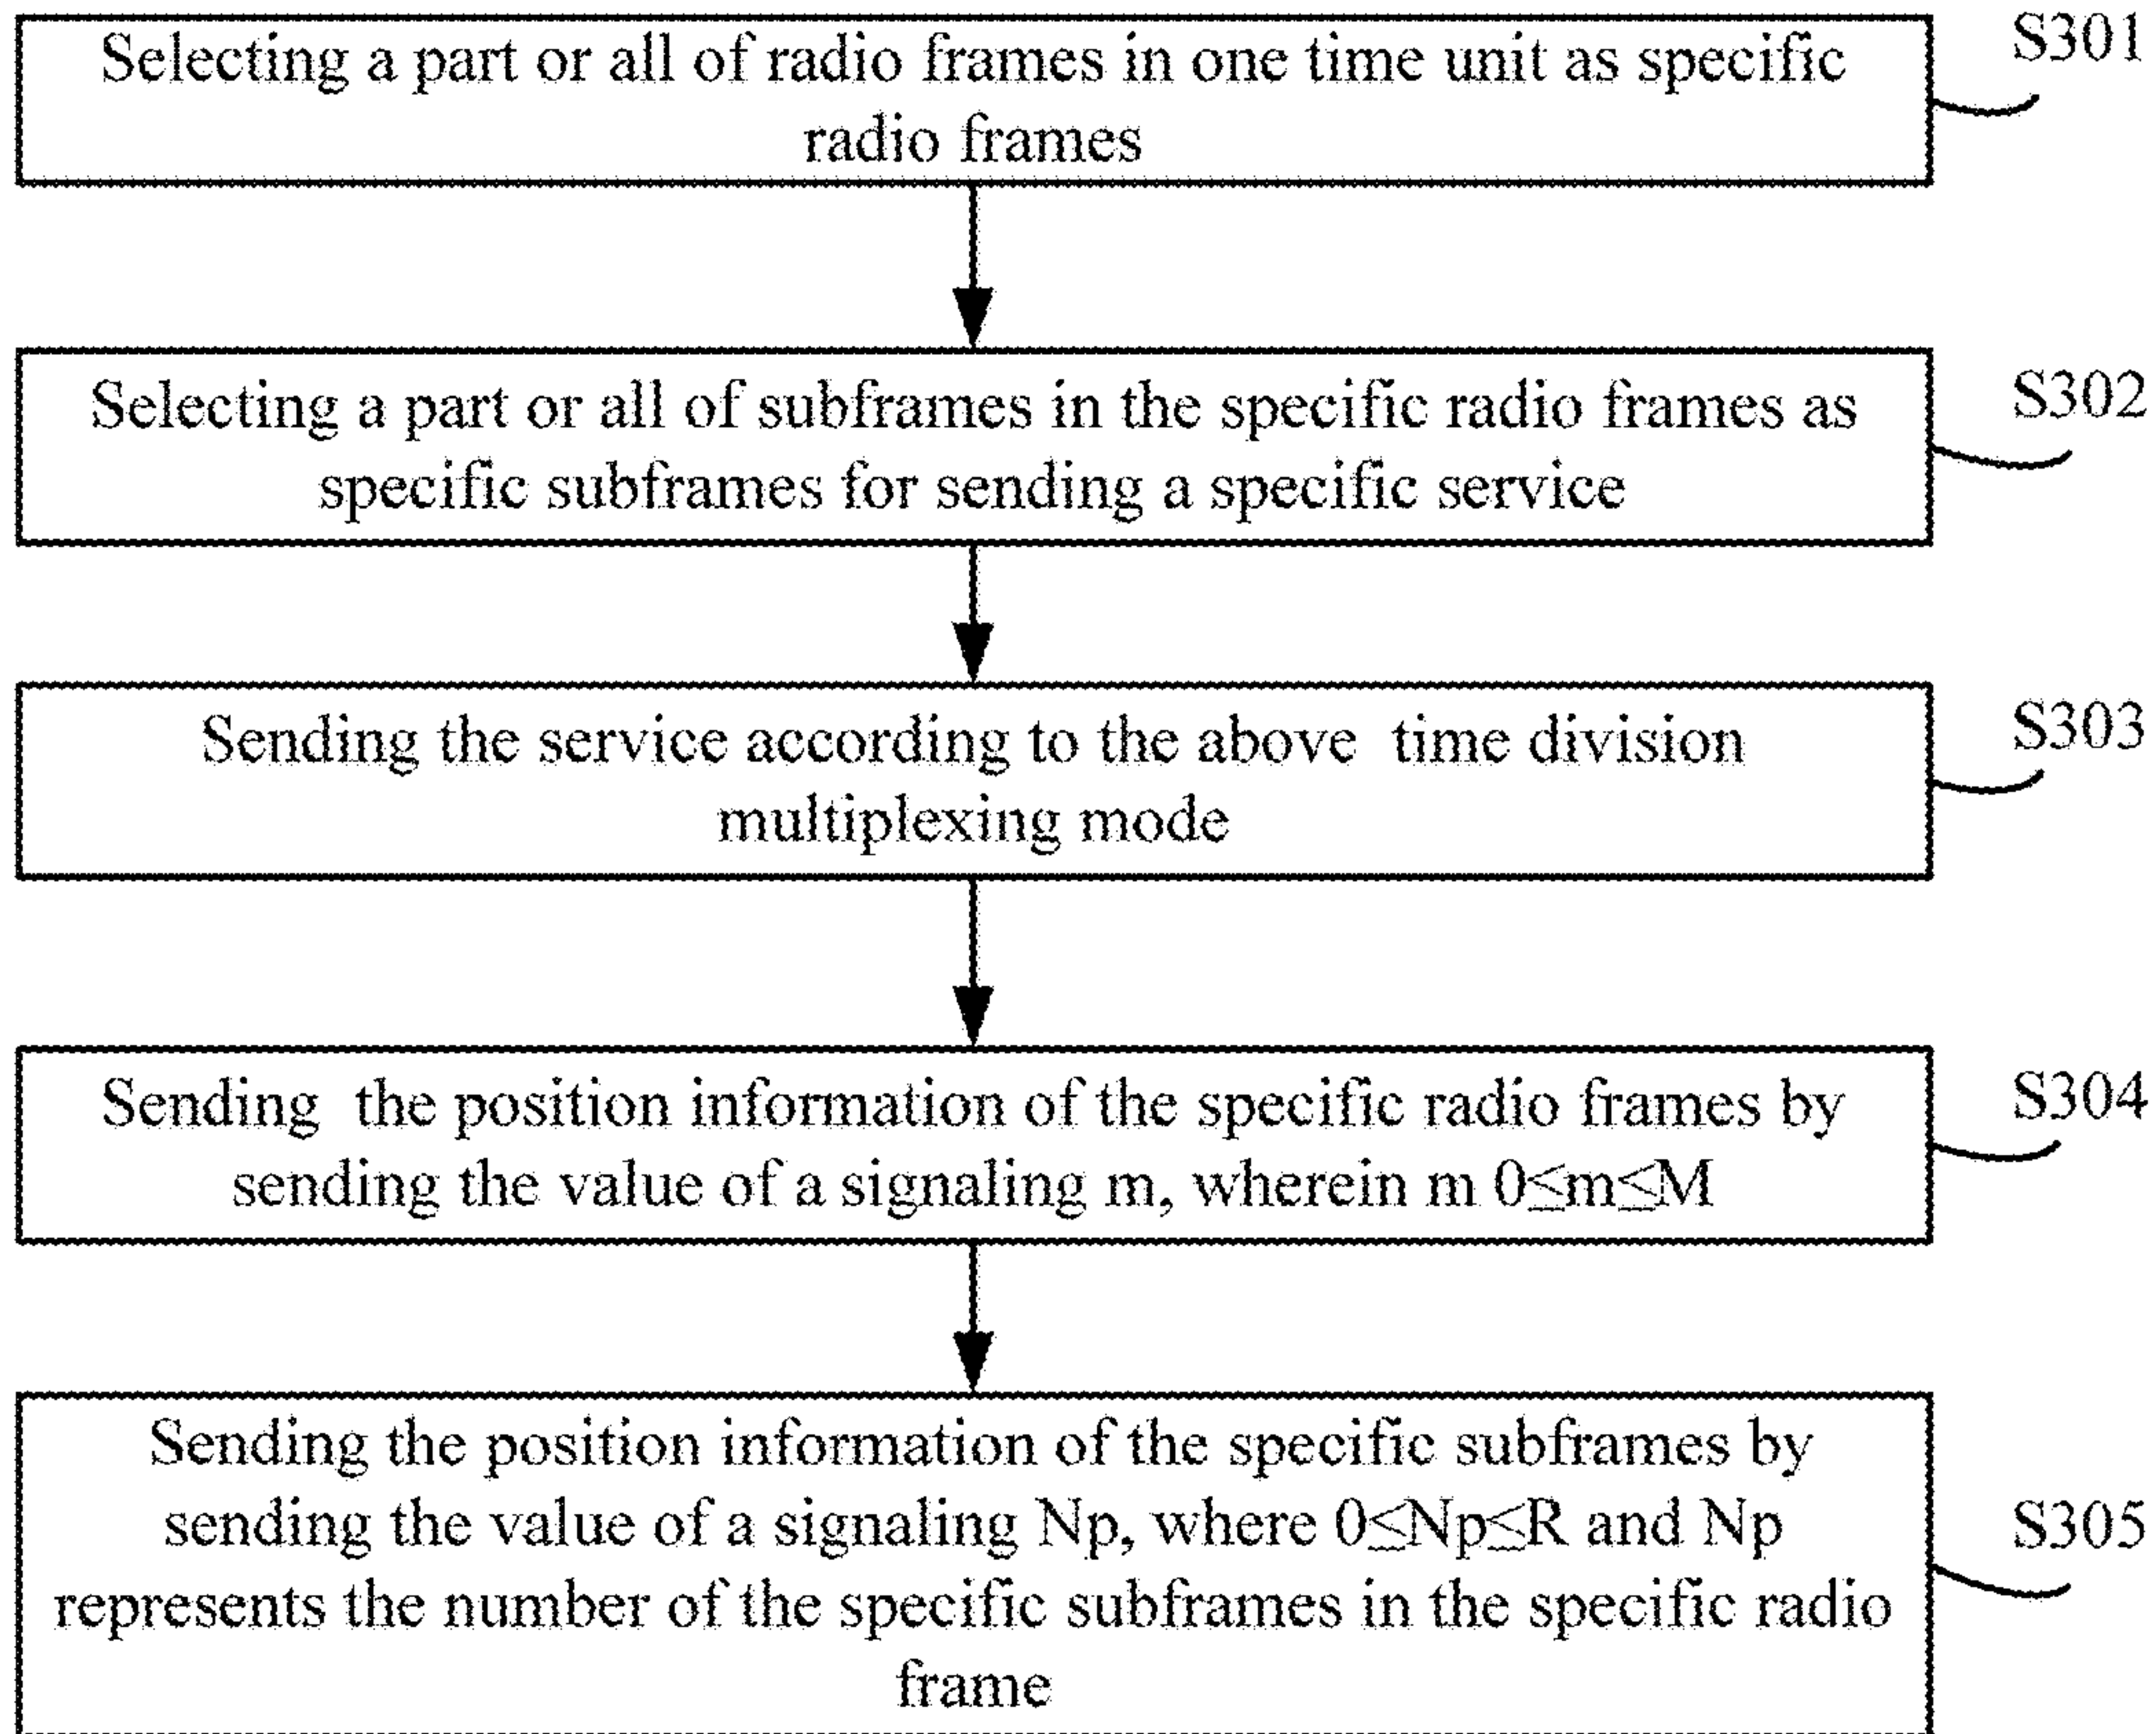 Selecting a part or all of radio frames in one time unit as specific
radio frames
S301
Selecting a part or all of subframes in the specific radio frames as
specific subframes for sending a specific service
S302
Sending the service according to the above time division
multiplexing mode
S303
Sending the position information of the specific radio frames by
sending the value of a signaling m, wherein m 0≤m≤M
S304
Sending the position information of the specific subframes by
sending the value of a signaling Np, where 0≤Np≤R and Np
represents the number of the specific subframes in the specific radio
frame
S305